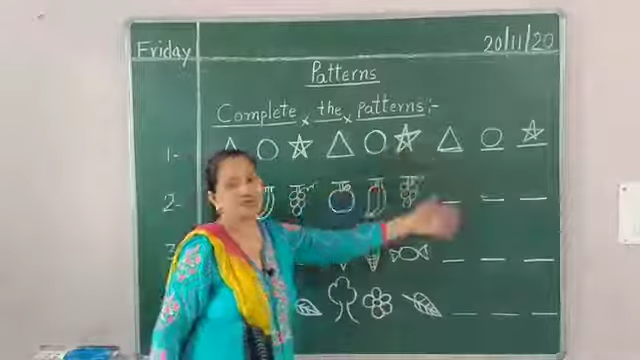 Friday 20/11/20
Patterns
Complete the patterns:-
1-
2-
3